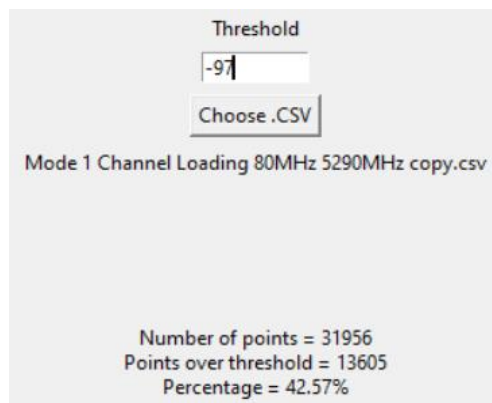 Threshold
-97
Choose .CSV
Mode 1 Channel Loading 80MHz 5290MHz copy.csv
Number of points = 31956
Points over threshold = 13605
Percentage = 42.57%